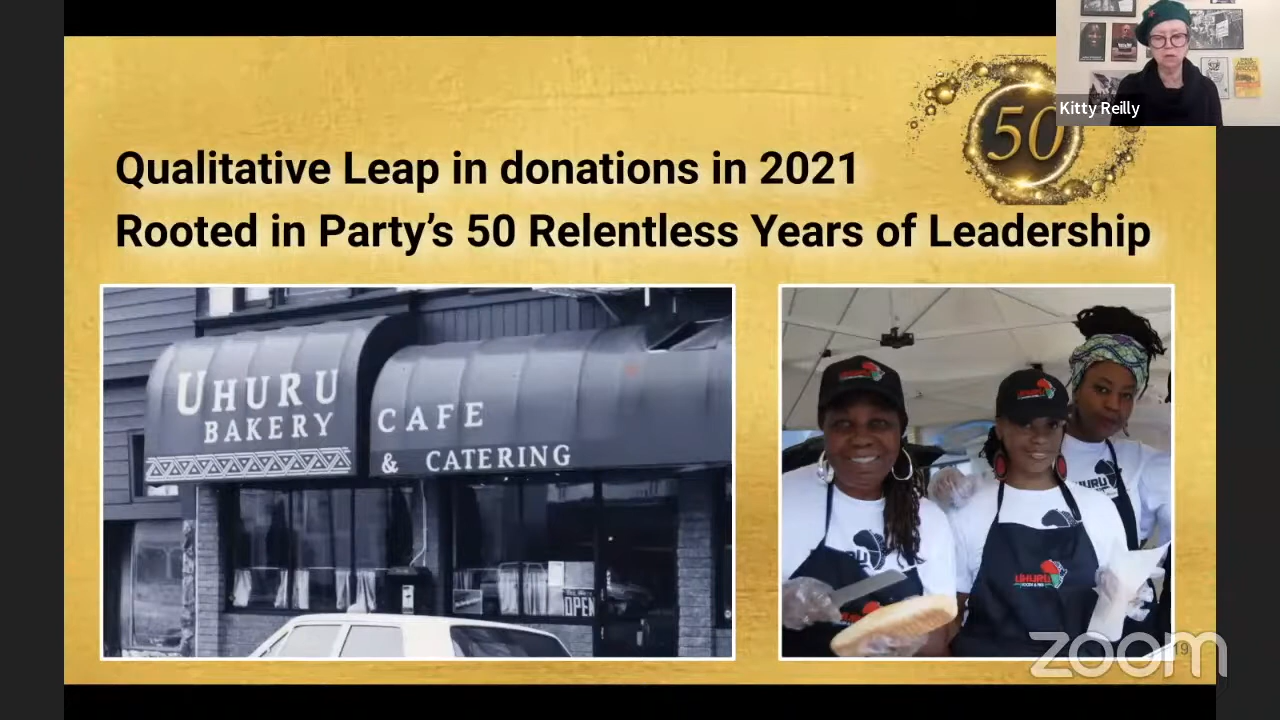 Kitty Reilly
50
Qualitative Leap in donations in 2021
Rooted in Party's 50 Relentless Years of Leadership
UHURU
BAKERY
CAFE
& CATERING
OPEN
UHURU
zoom
19